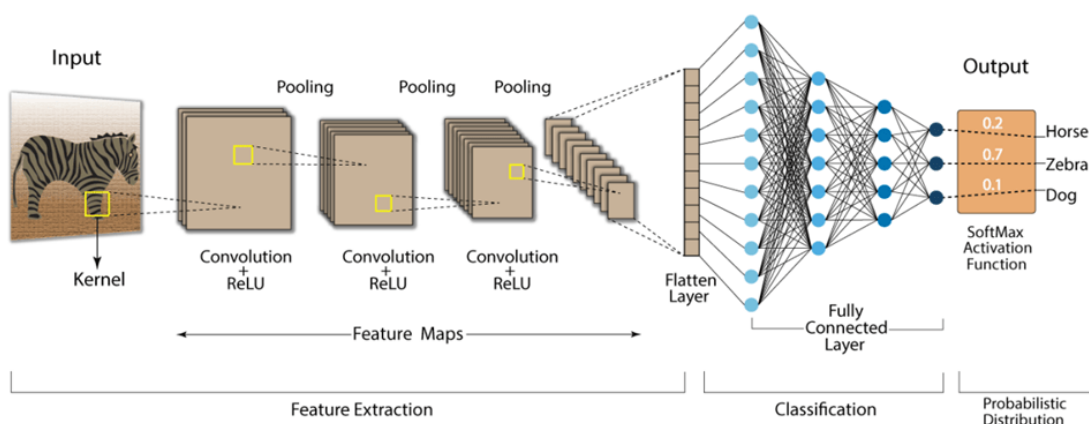 Input
Kernel
Pooling
Pooling
Pooling
Convolution
+
ReLU
Convolution
+
ReLU
Convolution
+
ReLU
Feature Maps
Flatten
Layer
Fully
Connected
Layer
Output
0.2
Horse
0.7
Zebra
0.1
Dog
SoftMax
Activation
Function
Feature Extraction
Classification
Probabilistic
Distribution